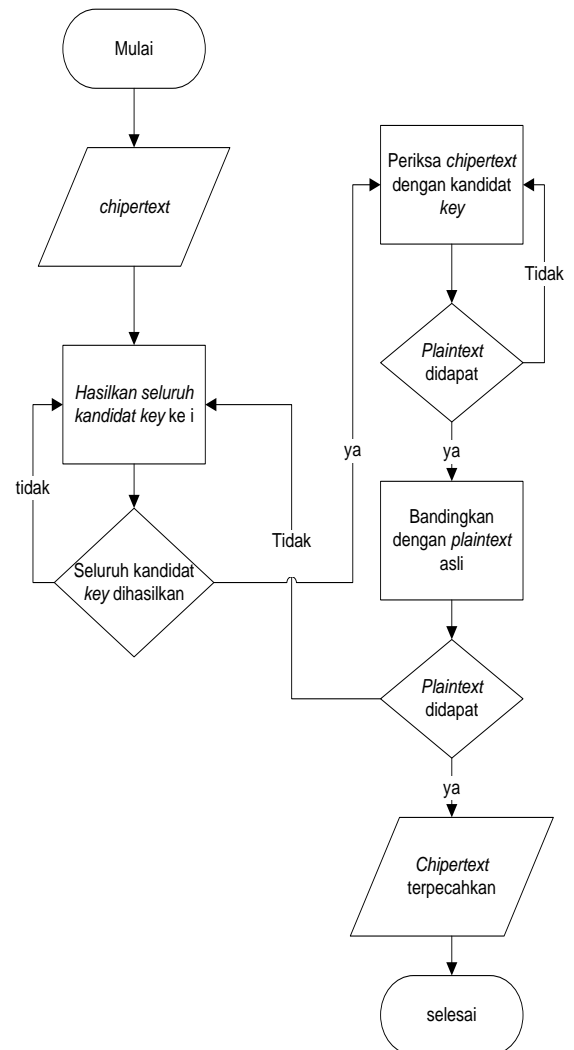 Mulai
chipertext
Hasilkan seluruh
kandidat key ke i
tidak
Seluruh kandidat
key dihasilkan
Tidak
ya
Periksa chipertext
dengan kandidat
key
Tidak
Plaintext
didapat
ya
Bandingkan
dengan plaintext
asli
Plaintext
didapat
ya
Chipertext
terpecahkan
selesai